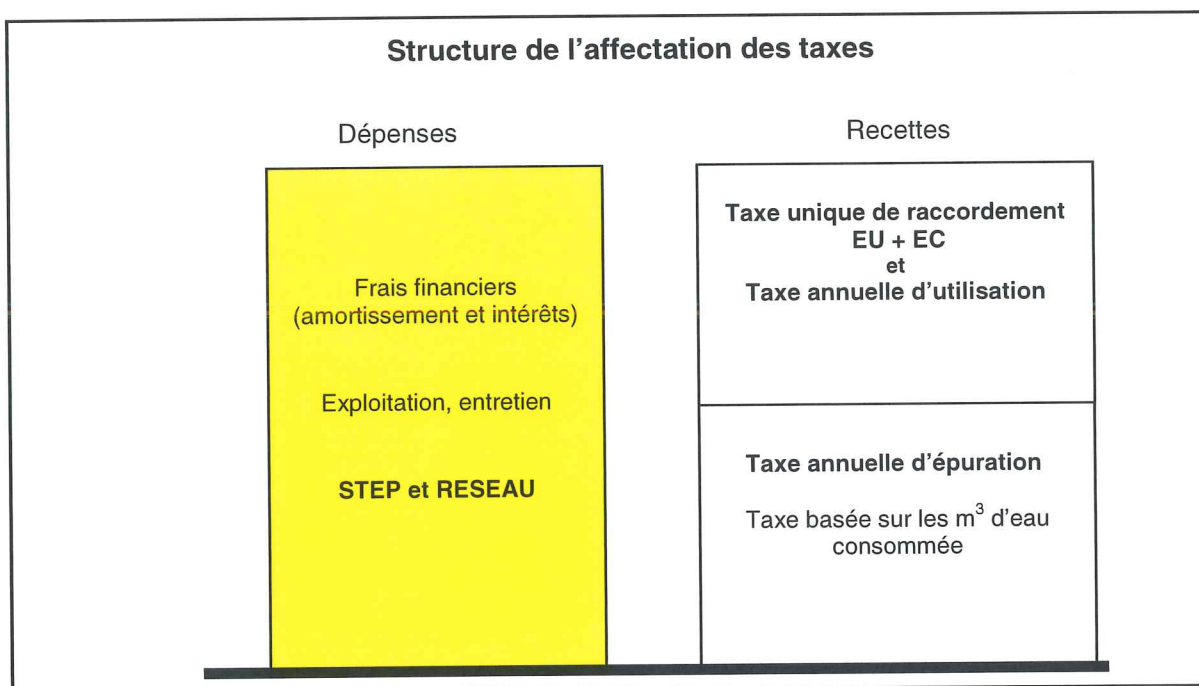 Structure de l'affectation des taxes
Dépenses
Recettes
Frais financiers
(amortissement et intérêts)
Exploitation, entretien
STEP et RESEAU
Taxe unique de raccordement
EU + EC
et
Taxe annuelle d'utilisation
Taxe annuelle d'épuration
Taxe basée sur les m³ d'eau
consommée